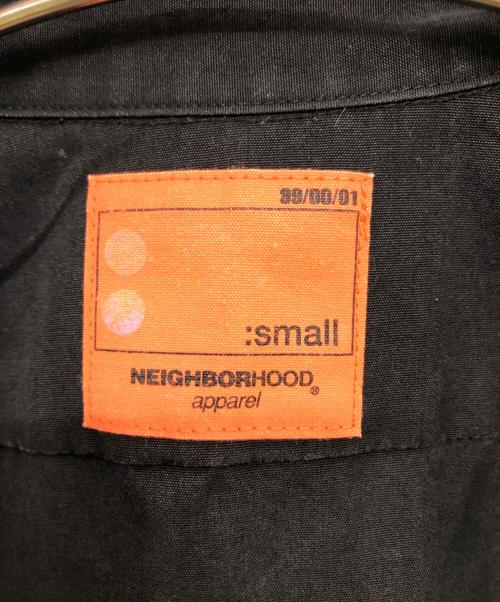 99/00/01
:small
NEIGHBORHOOD®
apparel